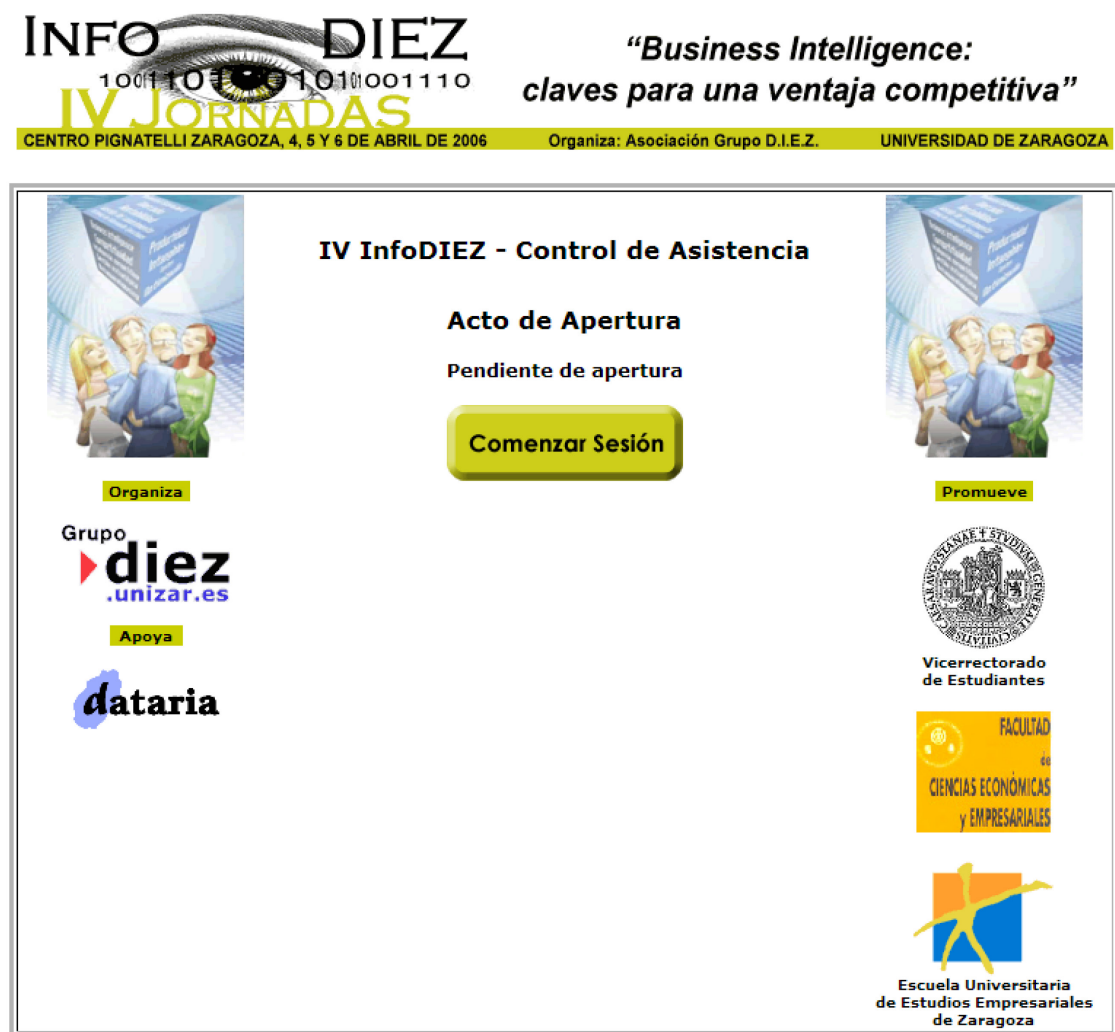 INFO DIEZ
IV JORNADAS
“Business Intelligence:
claves para una ventaja competitiva”
CENTRO PIGNATELLI ZARAGOZA, 4, 5 Y 6 DE ABRIL DE 2006 Organiza: Asociación Grupo D.I.E.Z. UNIVERSIDAD DE ZARAGOZA
IV InfoDIEZ - Control de Asistencia
Acto de Apertura
Pendiente de apertura
Comenzar Sesión
Organiza
Grupo
diez
.unizar.es
Apoya
dataria
Promueve
Vicerrectorado
de Estudiantes
FACULTAD
de
CIENCIAS ECONÓMICAS
y EMPRESARIALES
Escuela Universitaria
de Estudios Empresariales
de Zaragoza